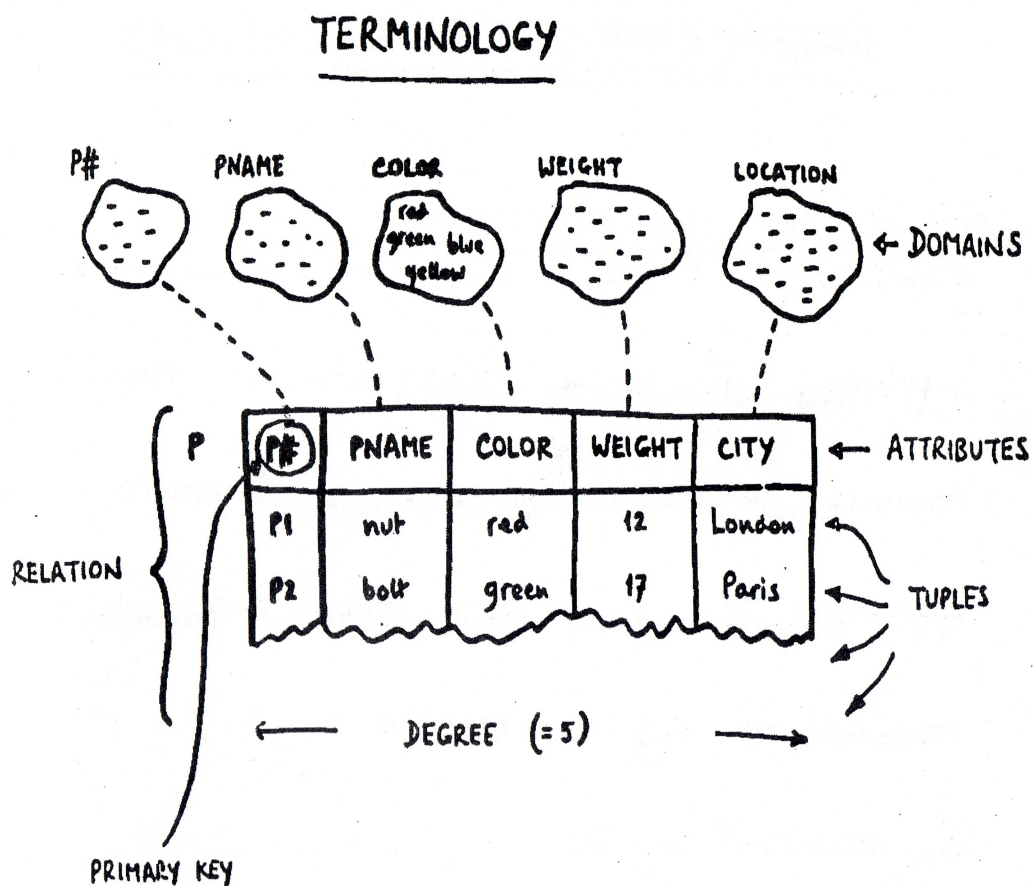 TERMINOLOGY
P# PNAME COLOR WEIGHT LOCATION
red
green blue
yellow
← DOMAINS
P P# PNAME COLOR WEIGHT CITY ← ATTRIBUTES
P1 nut red 12 London
RELATION
P2 bolt green 17 Paris
TUPLES
DEGREE (=5)
PRIMARY KEY